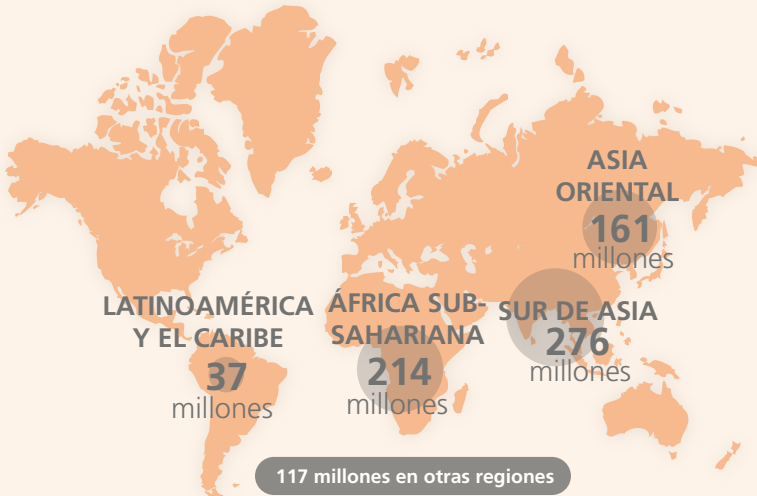 ASIA
ORIENTAL
161
millones
LATINOAMÉRICA
Y EL CARIBE
37
millones
ÁFRICA SUB-
SAHARIANA
214
millones
SUR DE ASIA
276
millones
117 millones en otras regiones